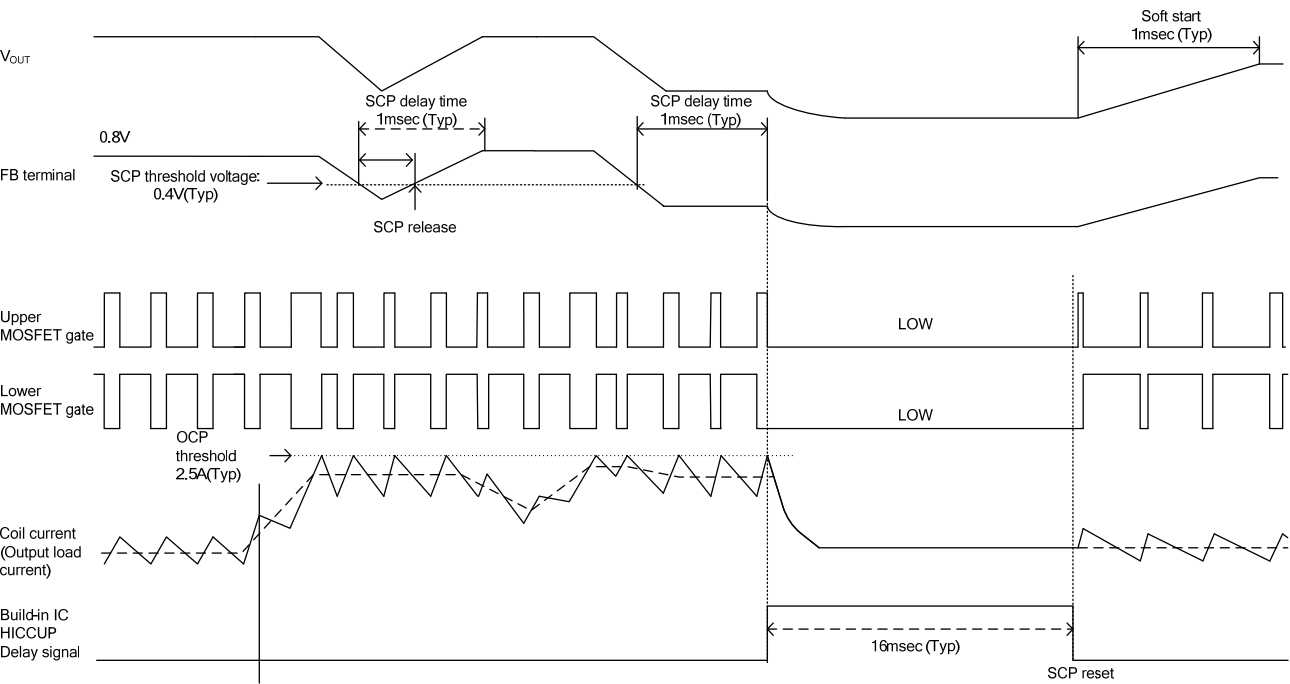 Soft start
1msec (Typ)
VOUT
SCP delay time
1msec (Typ)
SCP delay time
1msec (Typ)
0.8V
FB terminal
SCP threshold voltage:
0.4V(Typ)
SCP release
Upper
MOSFET gate
LOW
Lower
MOSFET gate
LOW
OCP
threshold
2.5A(Typ)
Coil current
(Output load
current)
Build-in IC
HICCUP
Delay signal
16msec (Typ)
SCP reset